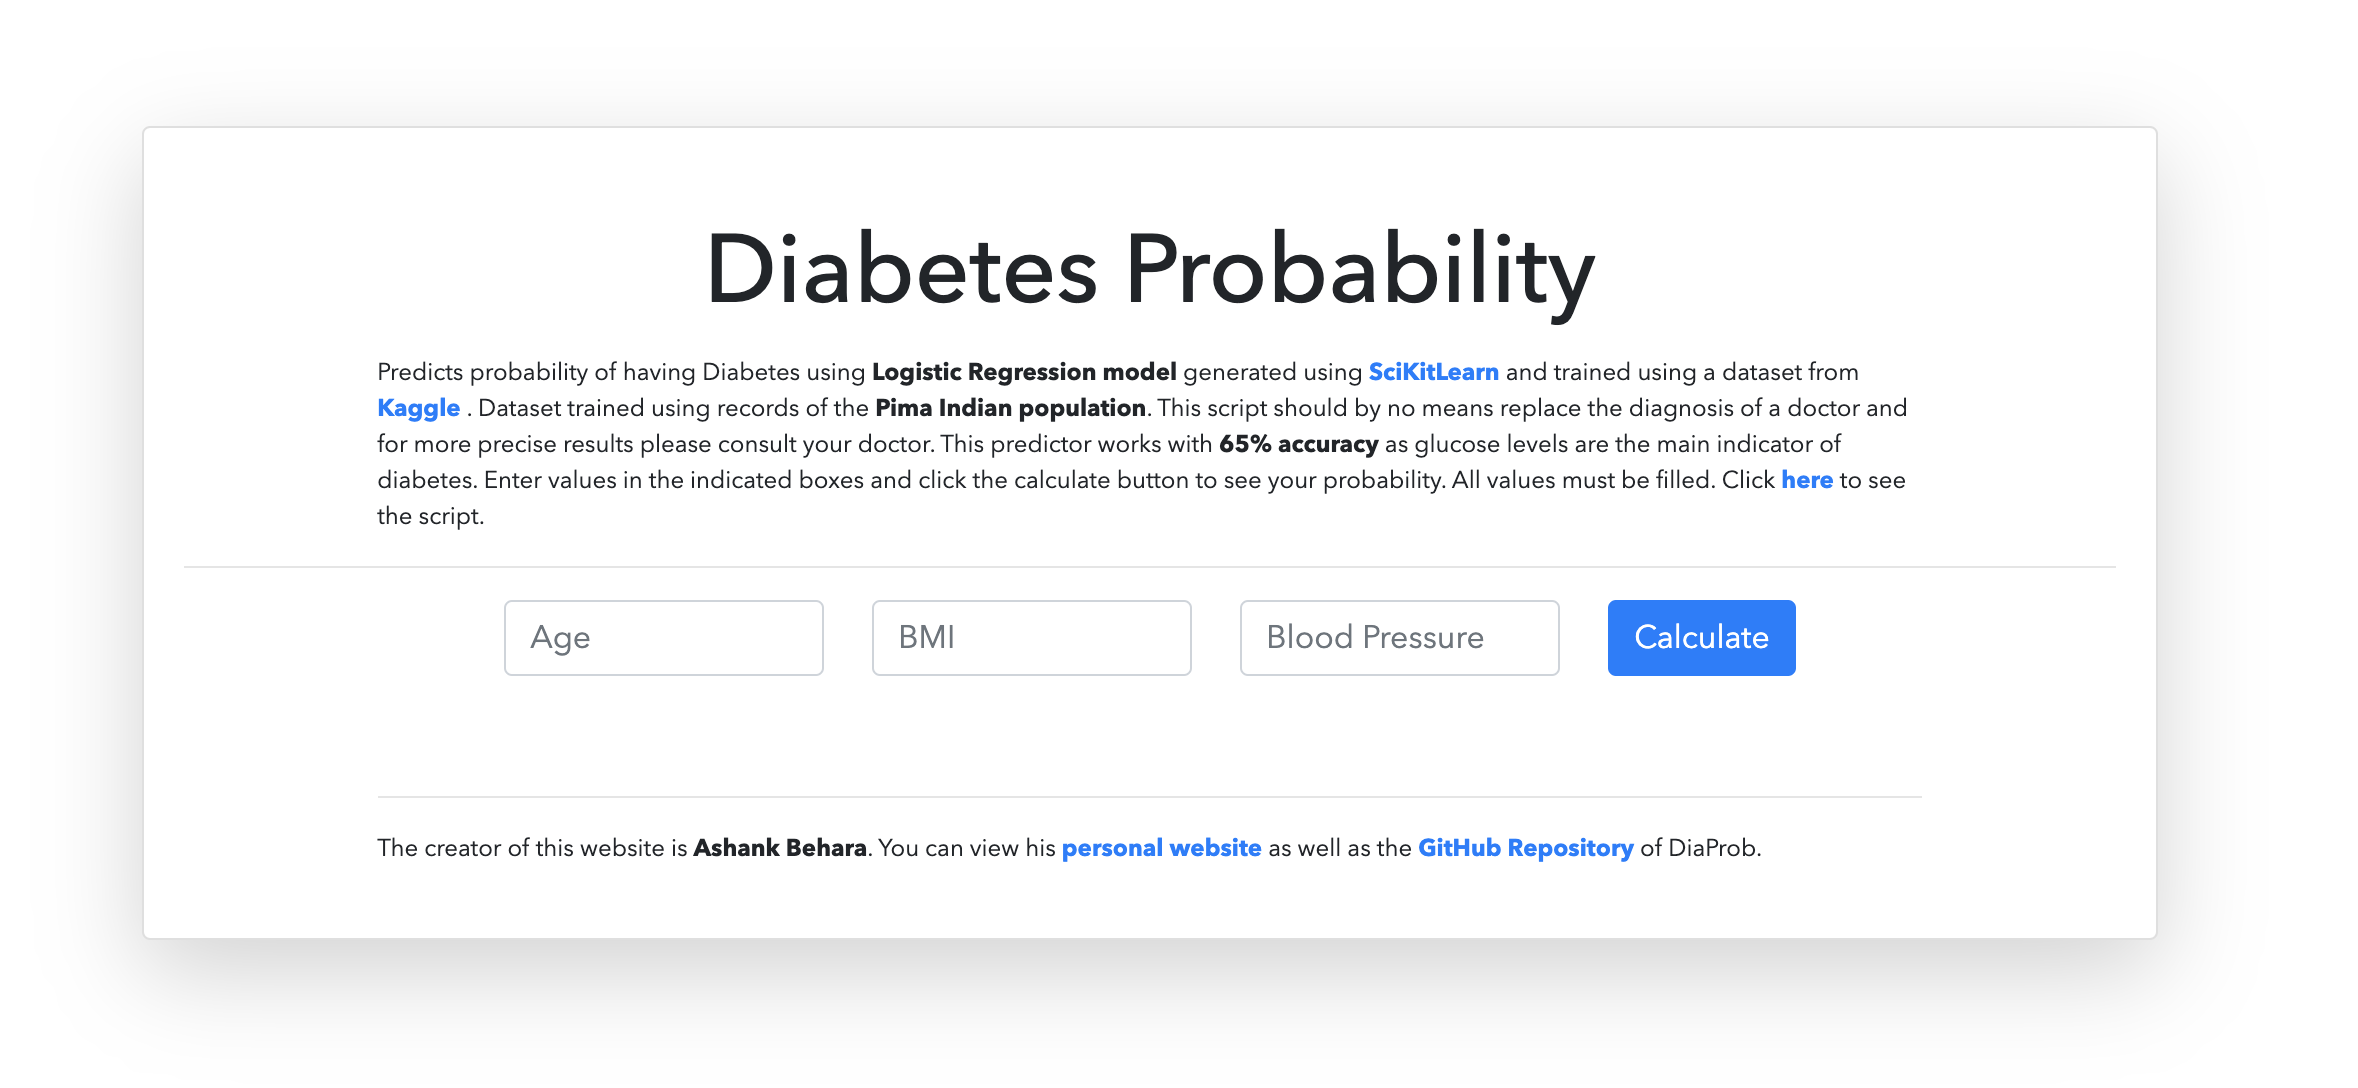 Diabetes Probability
Predicts probability of having Diabetes using Logistic Regression model generated using SciKitLearn and trained using a dataset from
Kaggle . Dataset trained using records of the Pima Indian population. This script should by no means replace the diagnosis of a doctor and
for more precise results please consult your doctor. This predictor works with 65% accuracy as glucose levels are the main indicator of
diabetes. Enter values in the indicated boxes and click the calculate button to see your probability. All values must be filled. Click here to see
the script.
Age BMI Blood Pressure Calculate
The creator of this website is Ashank Behara. You can view his personal website as well as the GitHub Repository of DiaProb.